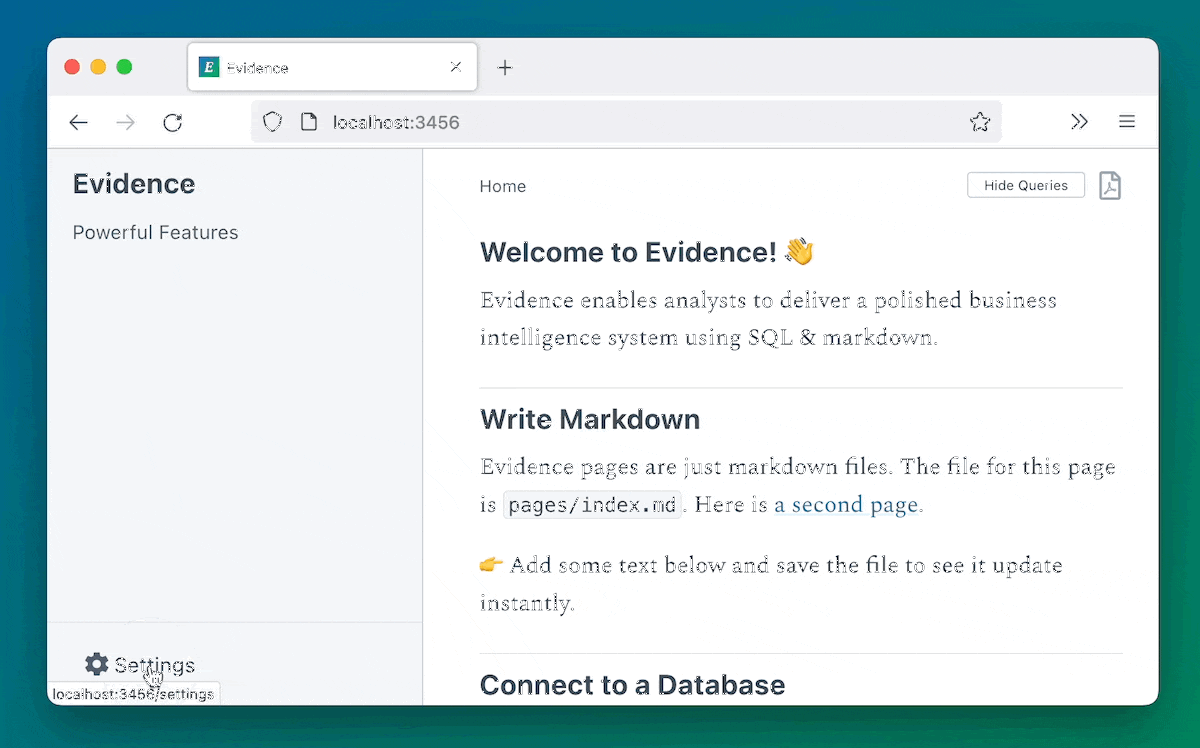 Evidence
localhost:3456
Evidence
Powerful Features
Settings
localhost:3456/settings
Home
Hide Queries
Welcome to Evidence! 👋
Evidence enables analysts to deliver a polished business
intelligence system using SQL & markdown.
Write Markdown
Evidence pages are just markdown files. The file for this page
is pages/index.md. Here is a second page.
👉 Add some text below and save the file to see it update
instantly.
Connect to a Database